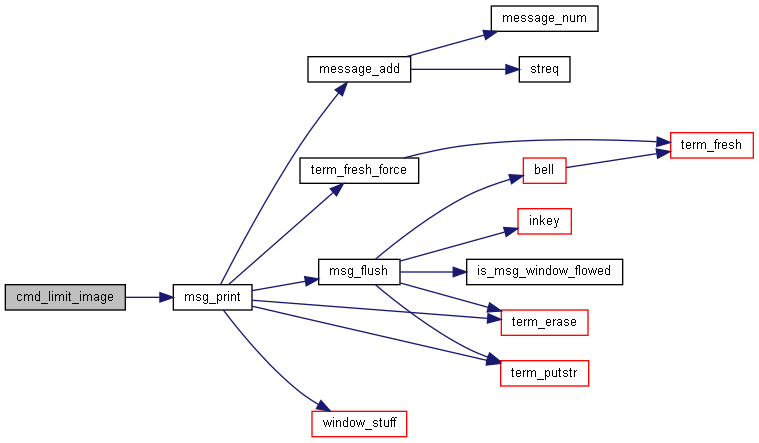 message_num
message_add
streq
term_fresh
term_fresh_force
bell
inkey
msg_flush
is_msg_window_flowed
cmd_limit_image
msg_print
term_erase
term_putstr
window_stuff